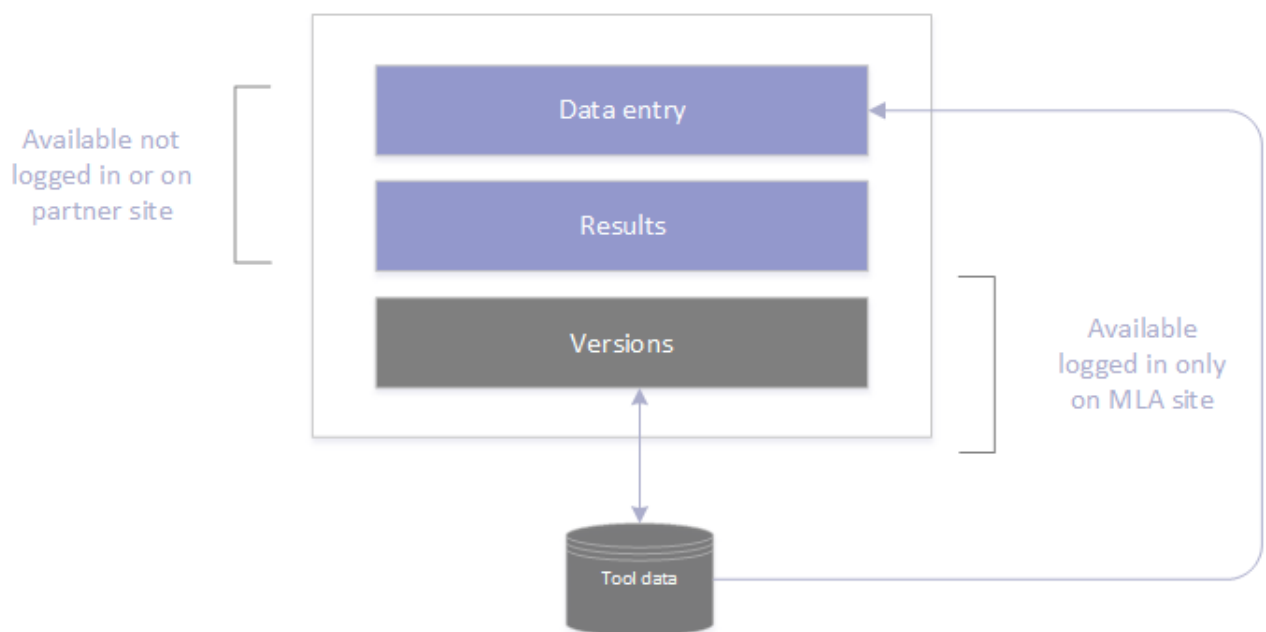 Data entry
Available not
logged in or on
partner site
Results
Versions
Available
logged in only
on MLA site
Tool data